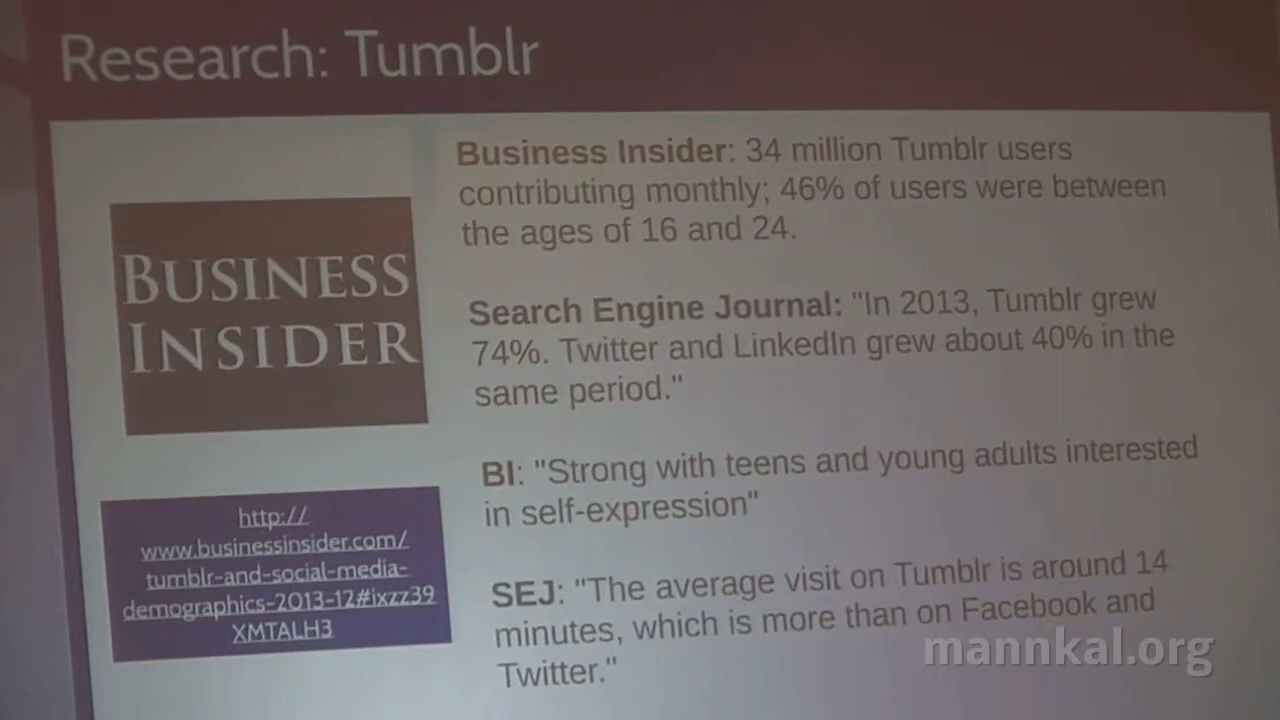 Research: Tumblr
BUSINESS
INSIDER
http://
www.businessinsider.com/
tumblr-and-social-media-
demographics-2013-12#ixzz39
XMTALH3
Business Insider: 34 million Tumblr users
contributing monthly; 46% of users were between
the ages of 16 and 24.
Search Engine Journal: "In 2013, Tumblr grew
74%. Twitter and LinkedIn grew about 40% in the
same period."
BI: "Strong with teens and young adults interested
in self-expression"
SEJ: "The average visit on Tumblr is around 14
minutes, which is more than on Facebook and
Twitter."
mannkal.org